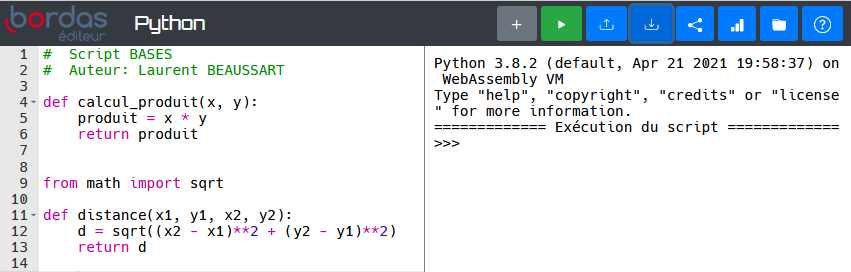 bordas
éditeur
Python
+
?
1 #  Script BASES
2 #  Auteur: Laurent BEAUSSART
3
4 def calcul_produit(x, y):
5     produit = x * y
6     return produit
7
8
9 from math import sqrt
10
11 def distance(x1, y1, x2, y2):
12     d = sqrt((x2 - x1)**2 + (y2 - y1)**2)
13     return d
14
Python 3.8.2 (default, Apr 21 2021 19:58:37) on
 WebAssembly VM
Type "help", "copyright", "credits" or "license
" for more information.
============= Exécution du script =============
>>>